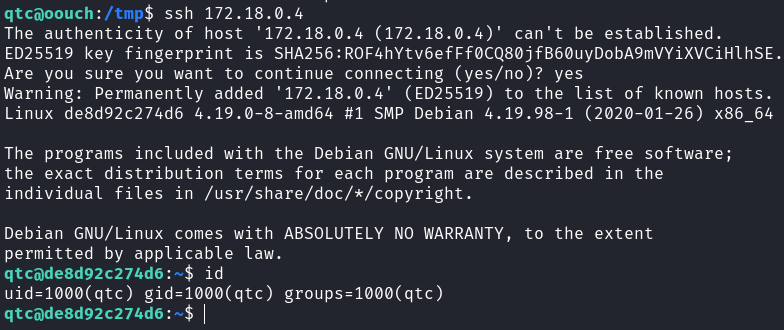 qtc@oouch:/tmp$ ssh 172.18.0.4
The authenticity of host '172.18.0.4 (172.18.0.4)' can't be established.
ED25519 key fingerprint is SHA256:ROF4hYtv6efFf0CQ80jfB60uyDobA9mVYiXVCiHlhSE.
Are you sure you want to continue connecting (yes/no)? yes
Warning: Permanently added '172.18.0.4' (ED25519) to the list of known hosts.
Linux de8d92c274d6 4.19.0-8-amd64 #1 SMP Debian 4.19.98-1 (2020-01-26) x86_64
The programs included with the Debian GNU/Linux system are free software;
the exact distribution terms for each program are described in the
individual files in /usr/share/doc/*/copyright.
Debian GNU/Linux comes with ABSOLUTELY NO WARRANTY, to the extent
permitted by applicable law.
qtc@de8d92c274d6:~$ id
uid=1000(qtc) gid=1000(qtc) groups=1000(qtc)
qtc@de8d92c274d6:~$